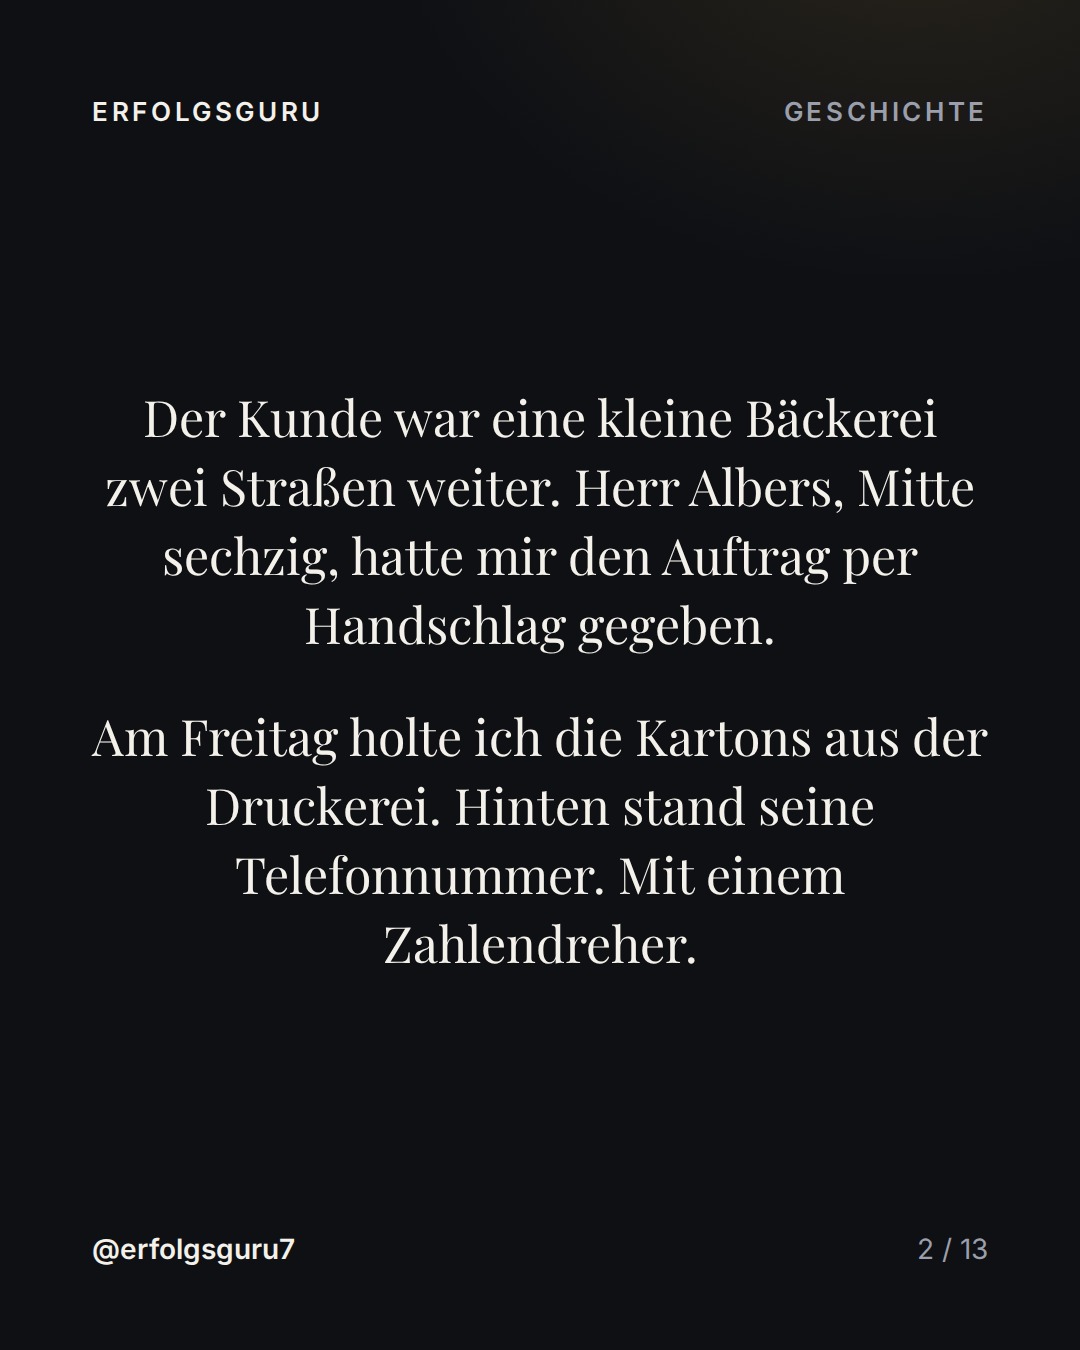 ERFOLGSGURU
GESCHICHTE
Der Kunde war eine kleine Bäckerei
zwei Straßen weiter. Herr Albers, Mitte
sechzig, hatte mir den Auftrag per
Handschlag gegeben.
Am Freitag holte ich die Kartons aus der
Druckerei. Hinten stand seine
Telefonnummer. Mit einem
Zahlendreher.
@erfolgsguru7
2 / 13